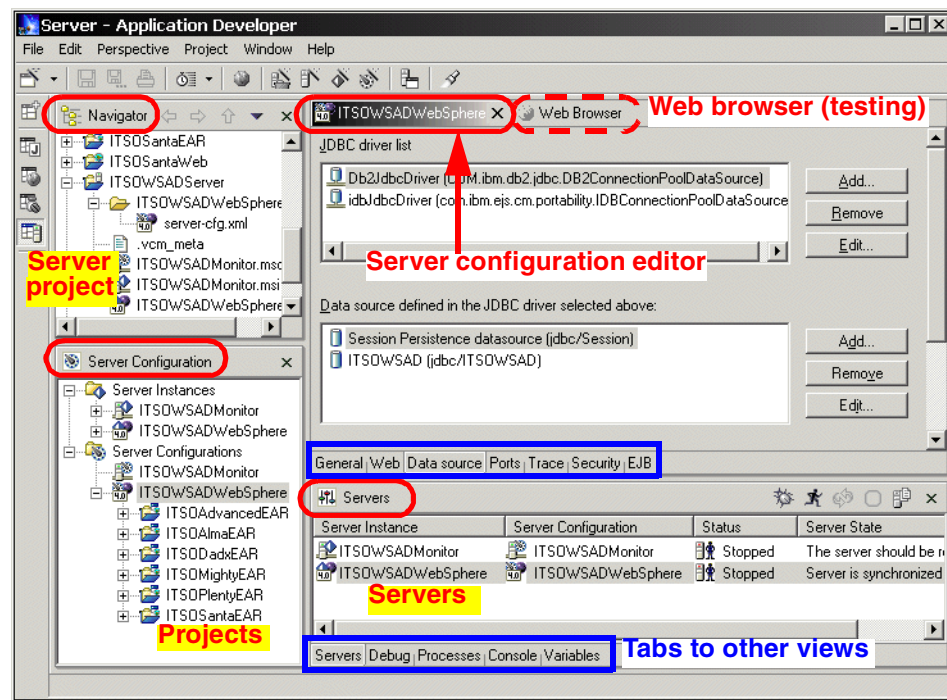 Server - Application Developer
File Edit Perspective Project Window Help
Navigator
ITSOSantaEAR
ITSOSantaWeb
ITSOWSADServer
ITSOWSADWebSphere
server-cfg.xml
.vcm_meta
ITSOWSADMonitor.msc
ITSOWSADMonitor.msi
ITSOWSADWebSphere
Server
project
ITSOWSADWebSphere
Web Browser
Web browser (testing)
JDBC driver list
Db2JdbcDriver (COM.ibm.db2.jdbc.DB2ConnectionPoolDataSource)
idbJdbcDriver (com.ibm.ejs.cm.portability.IDBConnectionPoolDataSource
Add...
Remove
Edit...
Server configuration editor
Data source defined in the JDBC driver selected above:
Session Persistence datasource (jdbc/Session)
ITSOWSAD (jdbc/ITSOWSAD)
Add...
Remove
Edit...
General Web Data source Ports Trace Security EJB
Server Configuration
Server Instances
ITSOWSADMonitor
ITSOWSADWebSphere
Server Configurations
ITSOWSADMonitor
ITSOWSADWebSphere
ITSOAdvancedEAR
ITSOAlmaEAR
ITSODadxEAR
ITSOMightyEAR
ITSOPlentyEAR
ITSOSantaEAR
Projects
Servers
Server Instance Server Configuration Status Server State
ITSOWSADMonitor ITSOWSADMonitor Stopped The server should be
ITSOWSADWebSphere ITSOWSADWebSphere Stopped Server is synchronized
Servers
Servers Debug Processes Console Variables
Tabs to other views